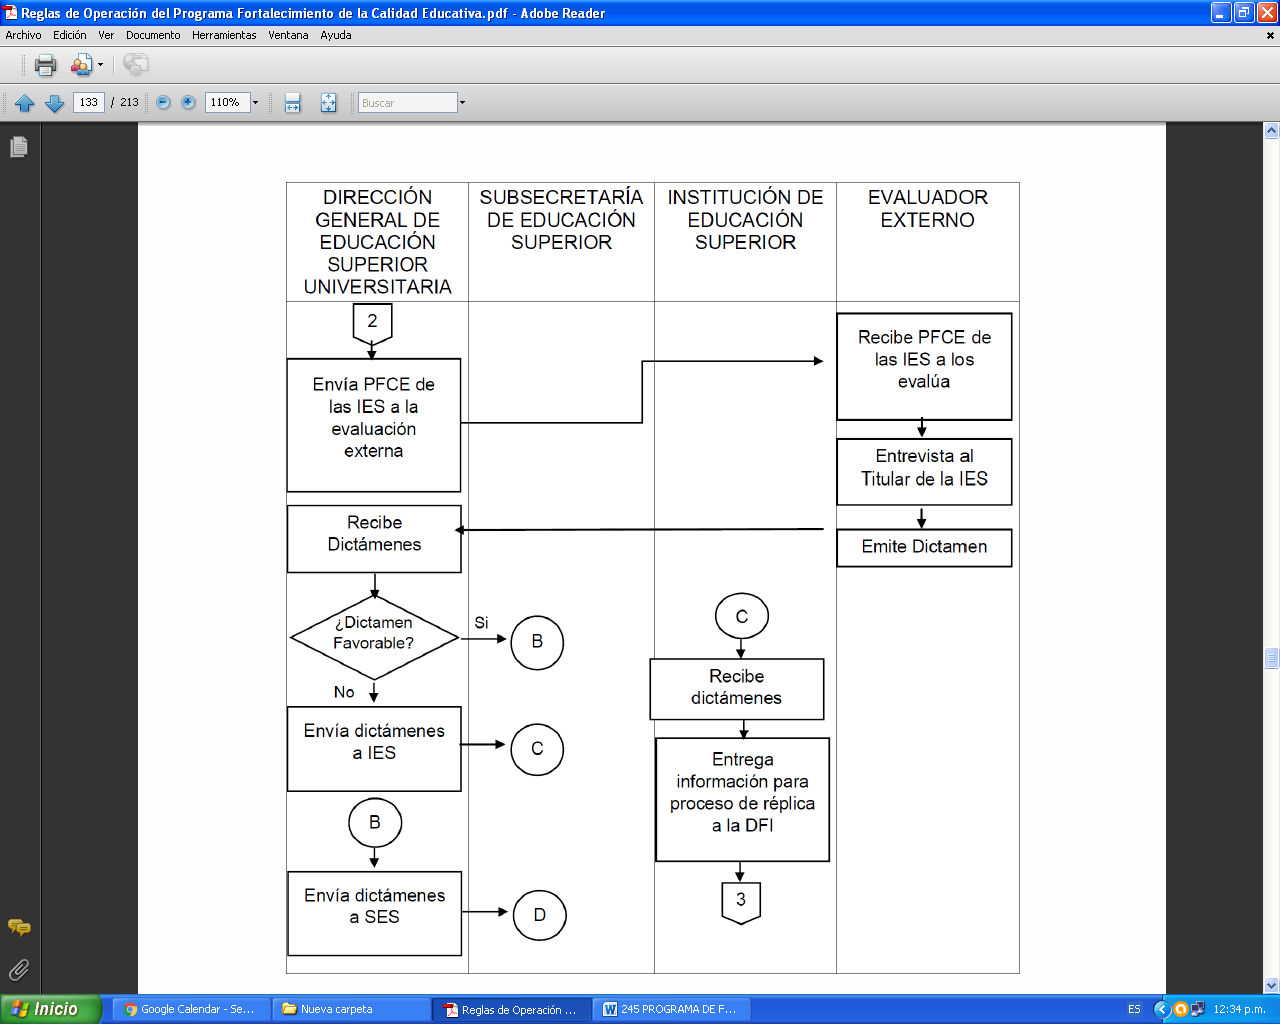 Reglas de Operación del Programa Fortalecimiento de la Calidad Educativa.pdf - Adobe Reader
Archivo Edición Ver Documento Herramientas Ventana Ayuda
133 / 213 110% Buscar
DIRECCIÓN
GENERAL DE
EDUCACIÓN
SUPERIOR
UNIVERSITARIA
SUBSECRETARÍA
DE EDUCACIÓN
SUPERIOR
INSTITUCIÓN DE
EDUCACIÓN
SUPERIOR
EVALUADOR
EXTERNO
2
Envía PFCE de
las IES a la
evaluación
externa
Recibe PFCE de
las IES a los
evalúa
Entrevista al
Titular de la IES
Emite Dictamen
Recibe
Dictámenes
¿Dictamen
Favorable?
Si
B
No
Envía dictámenes
a IES
C
B
Envía dictámenes
a SES
D
C
Recibe
dictámenes
Entrega
información para
proceso de réplica
a la DFI
3
Inicio
Google Calendar - Se...
Nueva carpeta
Reglas de Operación ...
245 PROGRAMA DE F...
ES
12:34 p.m.